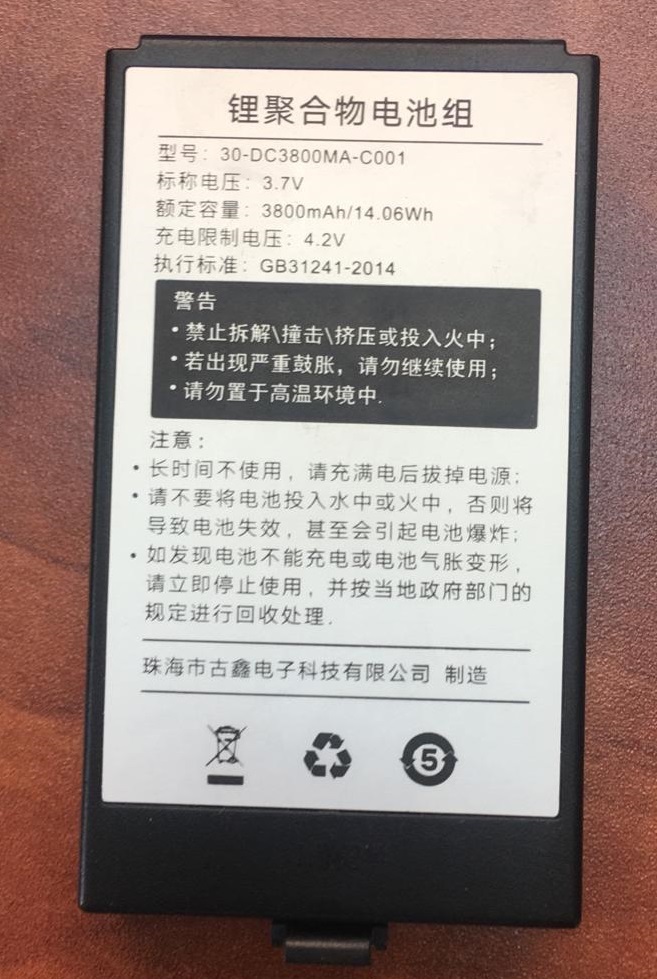 锂聚合物电池组
型号：30-DC3800MA-C001
标称电压：3.7V
额定容量：3800mAh/14.06Wh
充电限制电压：4.2V
执行标准：GB31241-2014
警告
•禁止拆解\撞击\挤压或投入火中；
•若出现严重鼓胀，请勿继续使用；
•请勿置于高温环境中.
注意：
•长时间不使用，请充满电后拔掉电源；
•请不要将电池投入水中或火中，否则将
导致电池失效，甚至会引起电池爆炸；
•如发现电池不能充电或电池气胀变形，
请立即停止使用，并按当地政府部门的
规定进行回收处理.
珠海市古鑫电子科技有限公司 制造
5